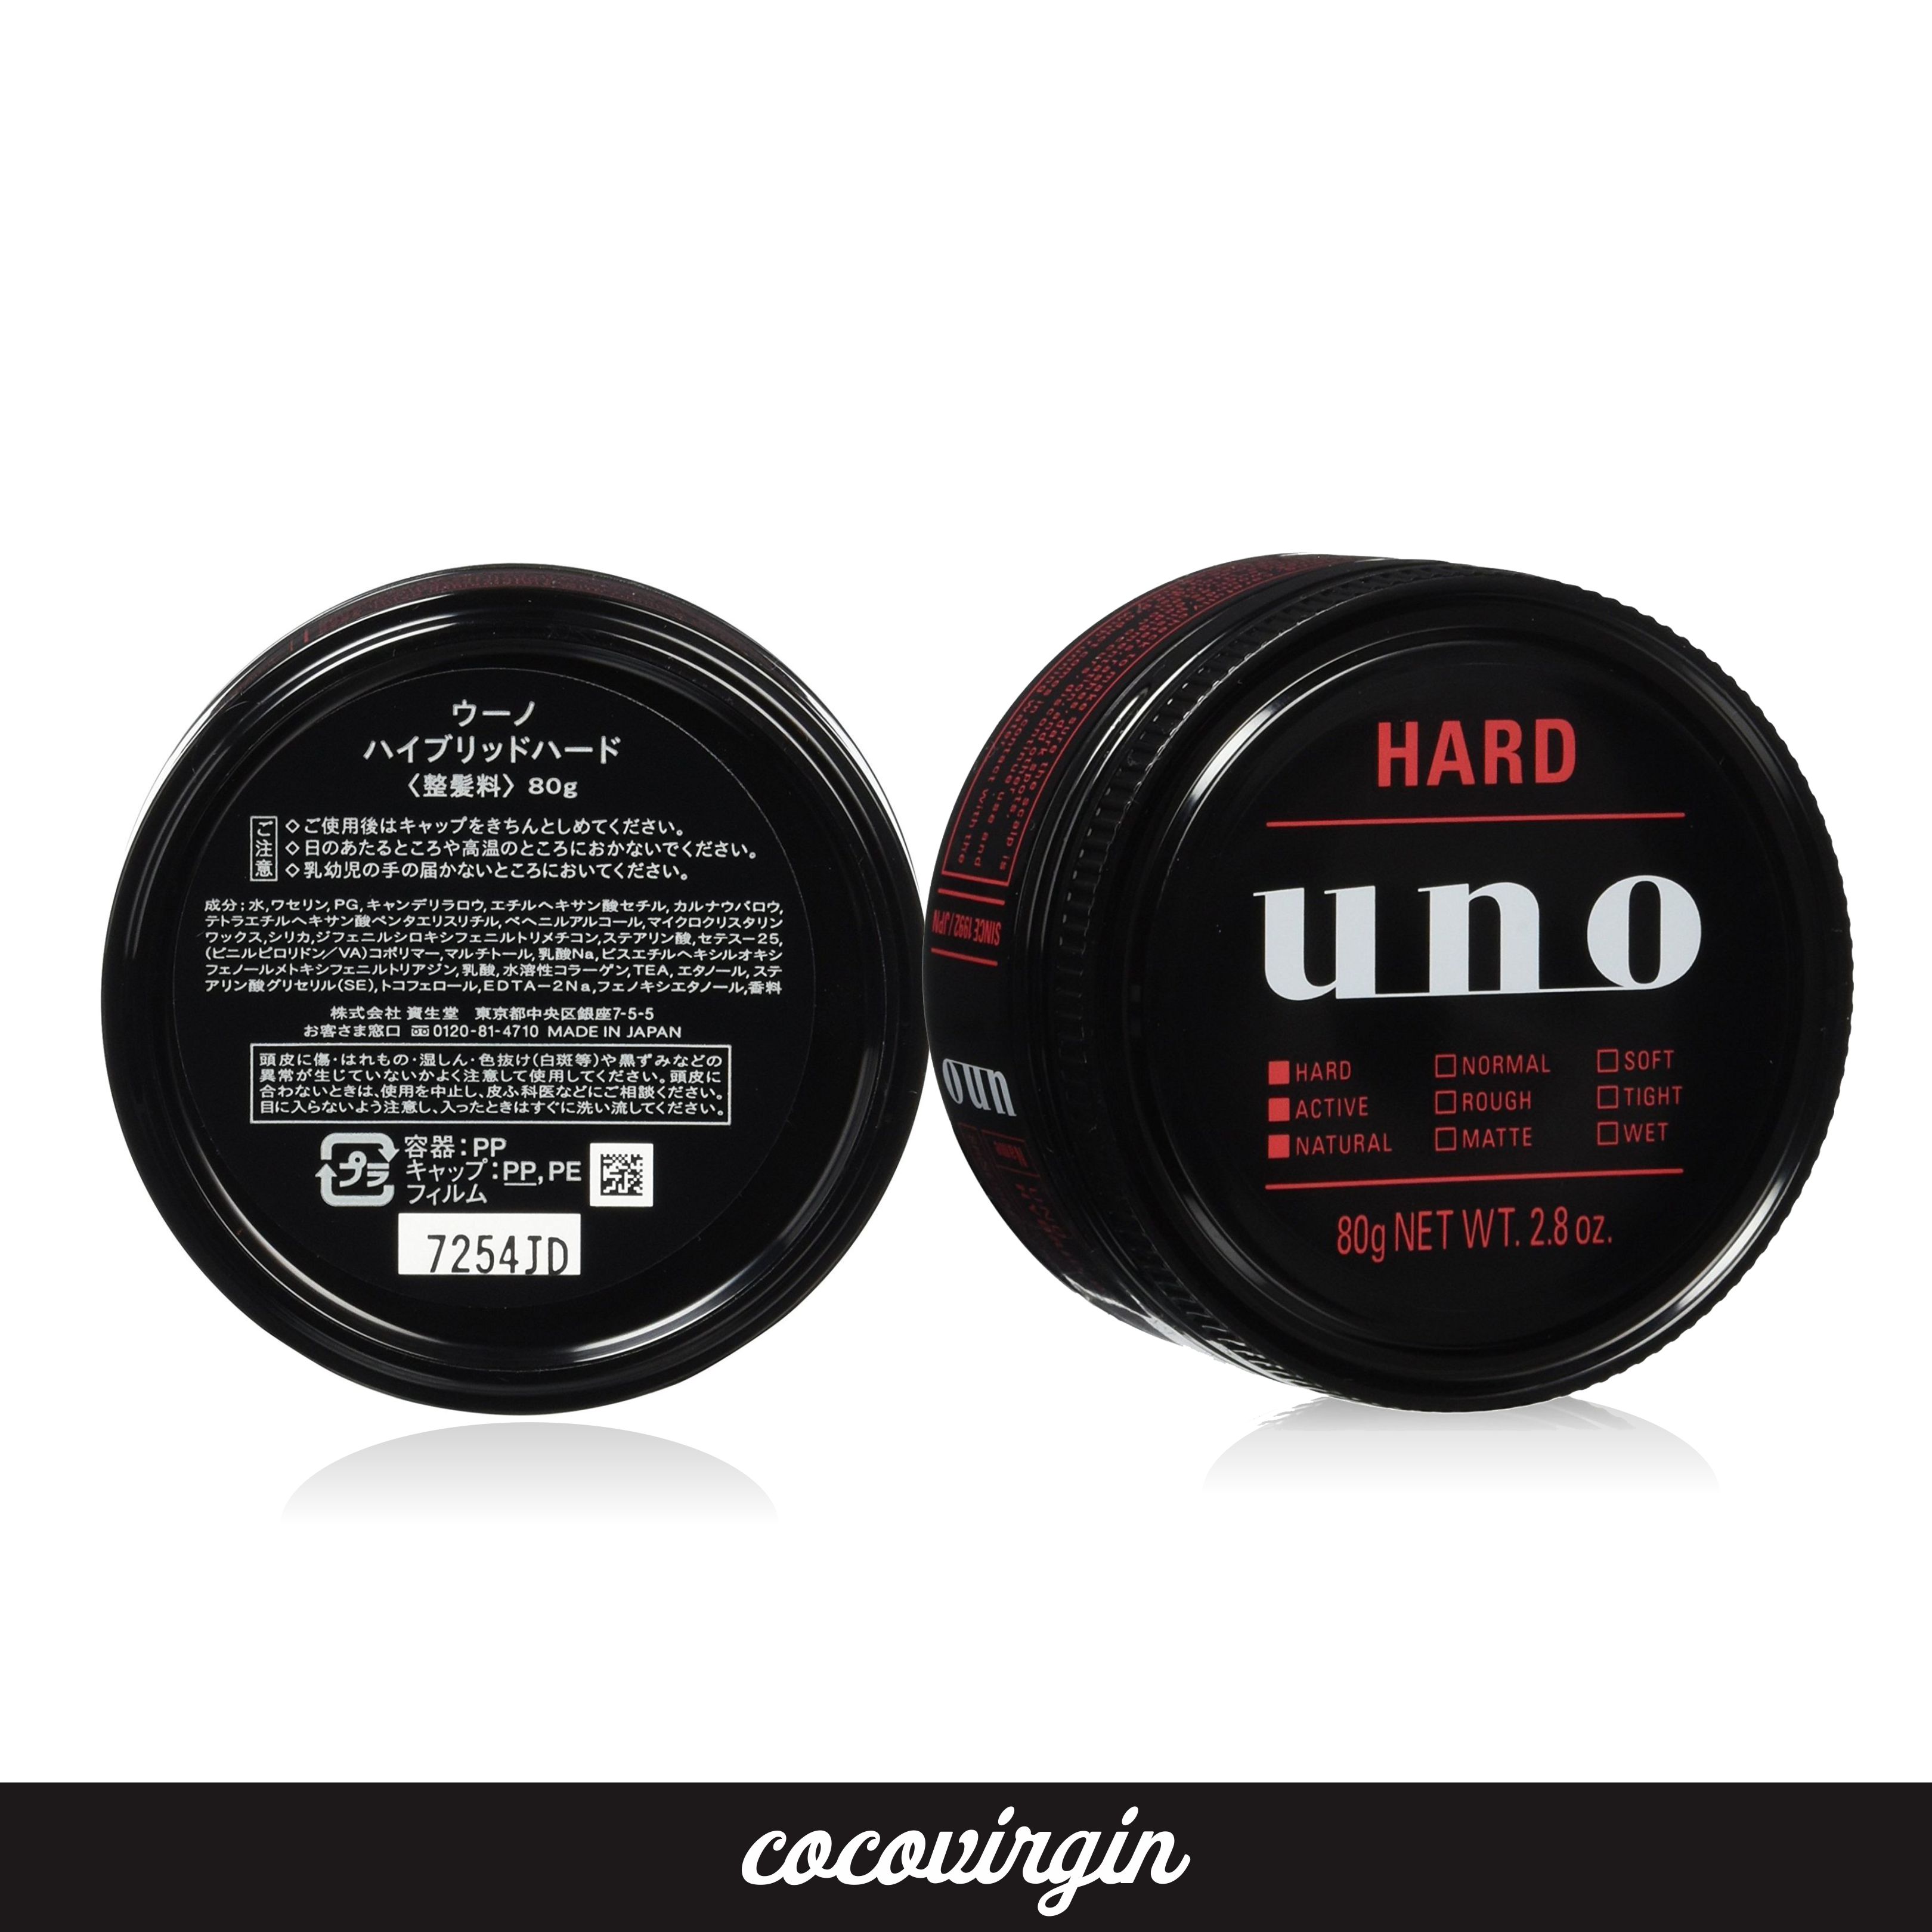 ウーノ
ハイブリッドハード
〈整髪料〉80g
ご注意
◇ご使用後はキャップをきちんとしめてください。
◇日のあたるところや高温のところにおかないでください。
◇乳幼児の手の届かないところにおいてください。
成分:水,ワセリン,PG,キャンデリラロウ,エチルヘキサン酸セチル,カルナウバロウ,
テトラエチルヘキサン酸ペンタエリスリチル,ベヘニルアルコール,マイクロクリスタリン
ワックス,シリカ,ジフェニルシロキシフェニルトリメチコン,ステアリン酸,セテス-25,
(ビニルピロリドン/VA)コポリマー,マルチトール,乳酸Na,ビスエチルヘキシルオキシ
フェノールメトキシフェニルトリアジン,乳酸,水溶性コラーゲン,TEA,エタノール,ステ
アリン酸グリセリル(SE),トコフェロール,EDTA-2Na,フェノキシエタノール,香料
株式会社 資生堂 東京都中央区銀座7-5-5
お客さま窓口 0120-81-4710 MADE IN JAPAN
頭皮に傷・はれもの・湿しん・色抜け(白斑等)や黒ずみなどの
異常が生じていないかよく注意して使用してください。頭皮に
合わないときは、使用を中止し、皮ふ科医などにご相談ください。
目に入らないよう注意し、入ったときはすぐに洗い流してください。
プラ
容器:PP
キャップ:PP,PE
フィルム
7254JD
SINCE 1992 / JPN
uno
HARD
uno
HARD NORMAL SOFT
ACTIVE ROUGH TIGHT
NATURAL MATTE WET
80g NET WT. 2.8 oz.
cocovirgin